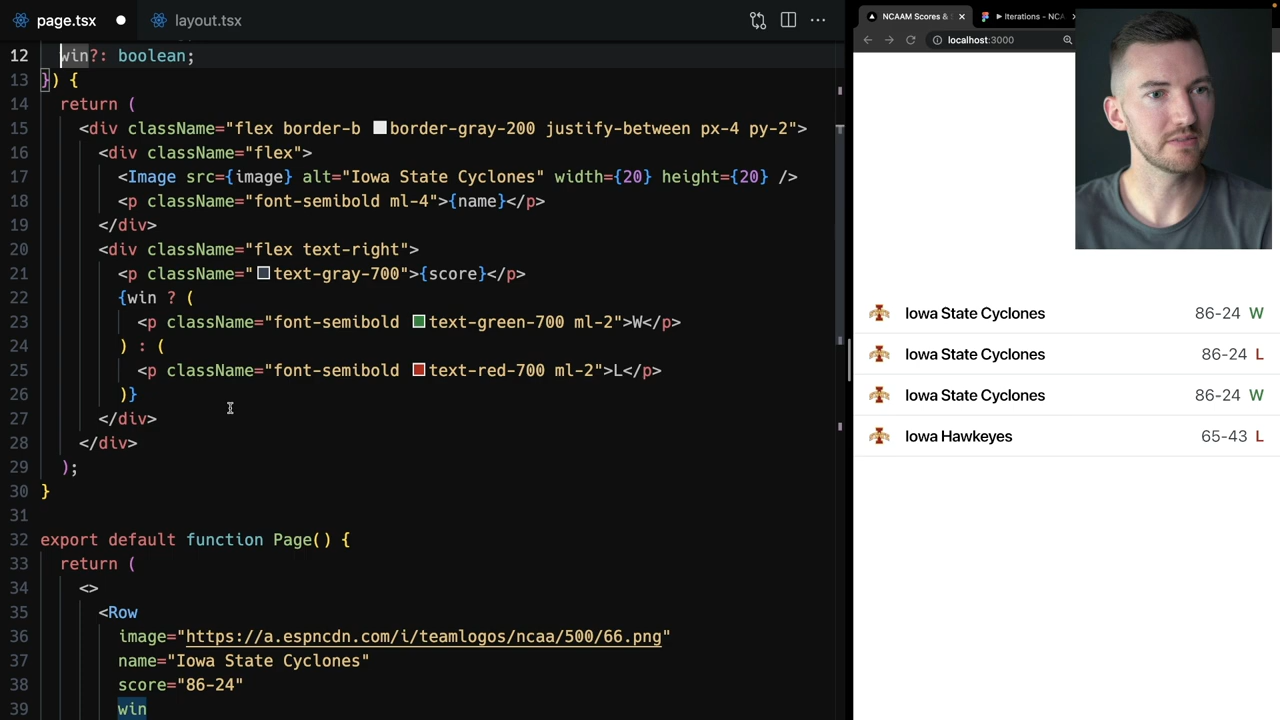 page.tsx
layout.tsx
NCAAM Scores &
Iterations - NCA
localhost:3000
12 win?: boolean;
13 }) {
14 return (
15 <div className="flex border-b border-gray-200 justify-between px-4 py-2">
16 <div className="flex">
17 <Image src={image} alt="Iowa State Cyclones" width={20} height={20} />
18 <p className="font-semibold ml-4">{name}</p>
19 </div>
20 <div className="flex text-right">
21 <p className="text-gray-700">{score}</p>
22 {win ? (
23 <p className="font-semibold text-green-700 ml-2">W</p>
24 ) : (
25 <p className="font-semibold text-red-700 ml-2">L</p>
26 )}
27 </div>
28 </div>
29 );
30 }
31
32 export default function Page() {
33 return (
34 <>
35 <Row
36 image="https://a.espncdn.com/i/teamlogos/ncaa/500/66.png"
37 name="Iowa State Cyclones"
38 score="86-24"
39 win
Iowa State Cyclones 86-24 W
Iowa State Cyclones 86-24 L
Iowa State Cyclones 86-24 W
Iowa Hawkeyes 65-43 L